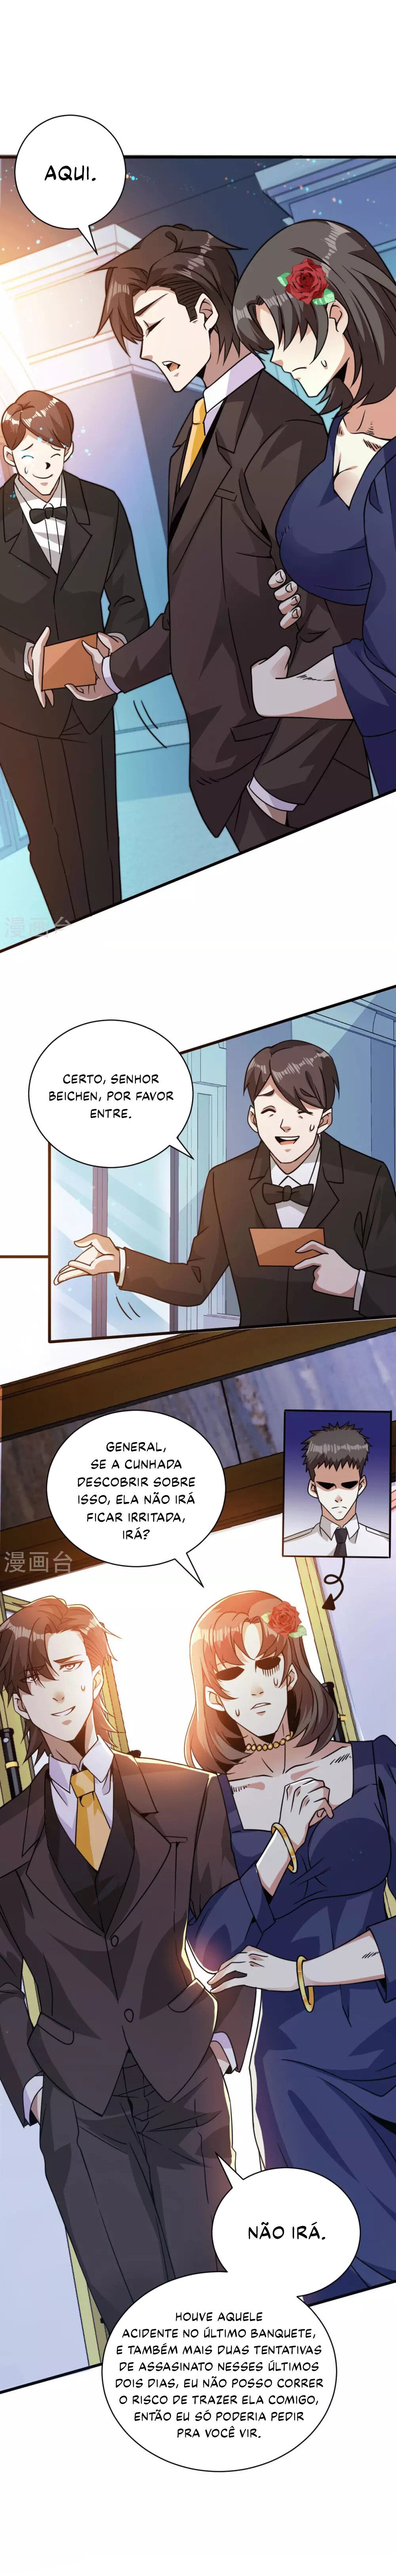 AQUI.
漫画台
CERTO, SENHOR
BEICHEN, POR FAVOR
ENTRE.
GENERAL,
SE A CUNHADA
DESCOBRIR SOBRE
ISSO, ELA NÃO IRÁ
FICAR IRRITADA,
IRÁ?
漫画台
NÃO IRÁ.
HOUVE AQUELE
ACIDENTE NO ÚLTIMO BANQUETE,
E TAMBÉM MAIS DUAS TENTATIVAS
DE ASSASINATO NESSES ÚLTIMOS
DOIS DIAS, EU NÃO POSSO CORRER
O RISCO DE TRAZER ELA COMIGO,
ENTÃO EU SÓ PODERIA PEDIR
PRA VOCÊ VIR.